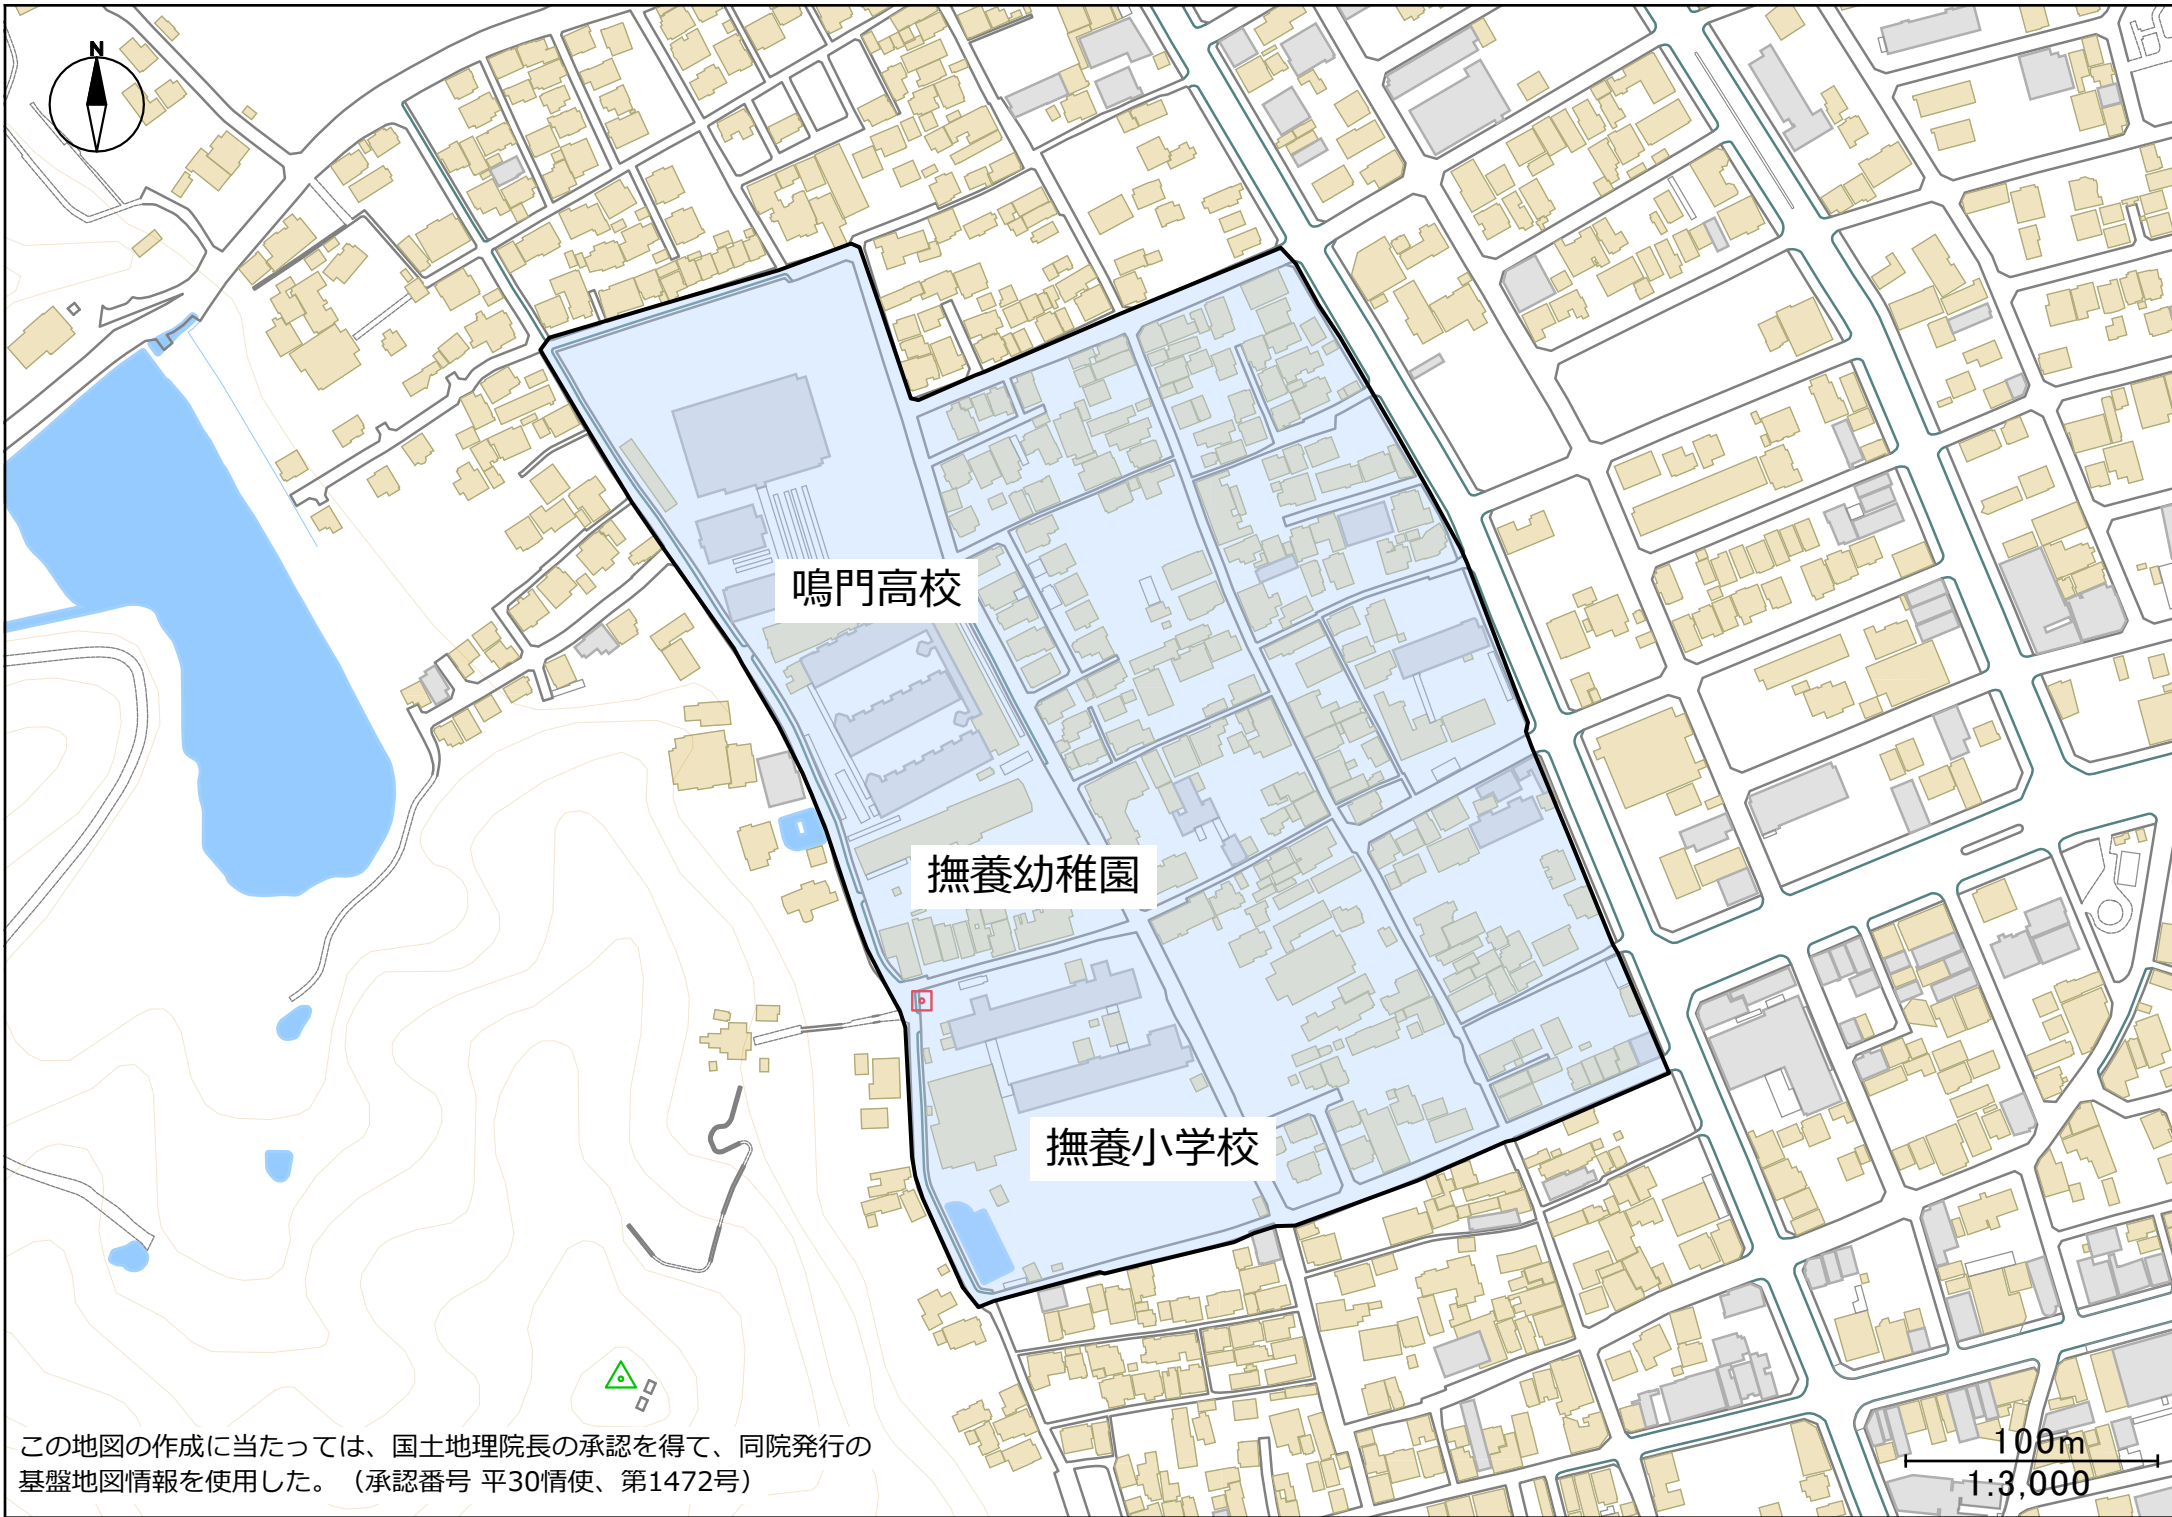 N
鳴門高校
撫養幼稚園
撫養小学校
この地図の作成に当たっては、国土地理院長の承認を得て、同院発行の
基盤地図情報を使用した。（承認番号 平30情使、第1472号）
100m
1:3,000